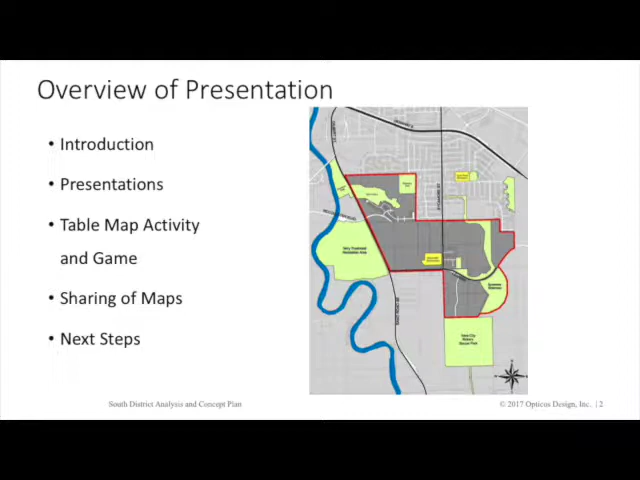 Overview of Presentation
• Introduction
• Presentations
• Table Map Activity
and Game
• Sharing of Maps
• Next Steps
South District Analysis and Concept Plan
© 2017 Opticos Design, Inc. | 2